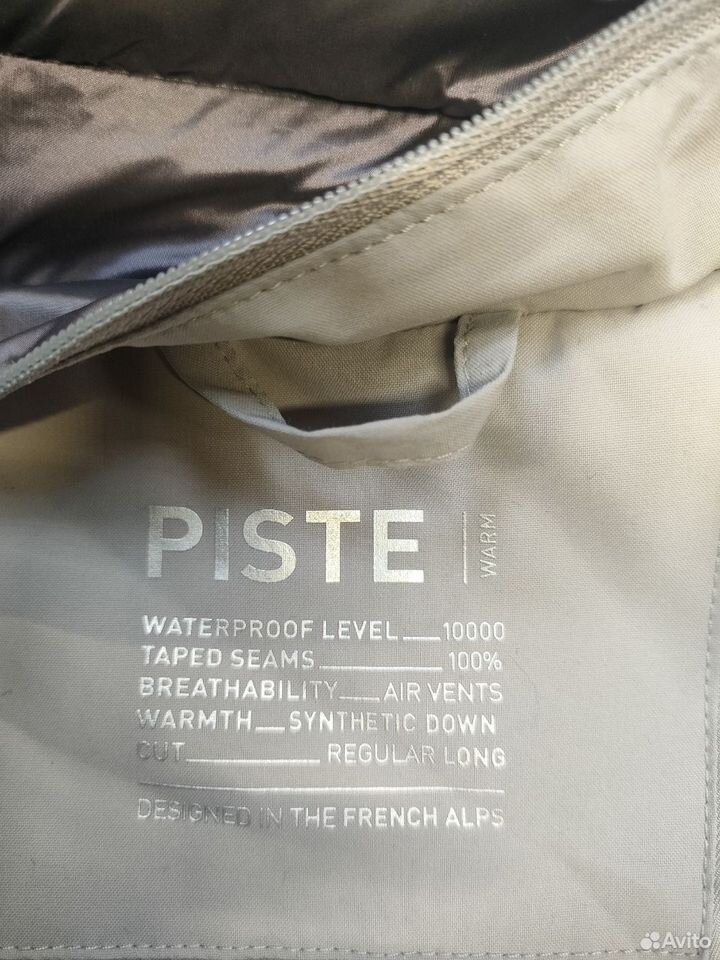 PISTE
WARM
WATERPROOF LEVEL 10000
TAPED SEAMS 100%
BREATHABILITY AIR VENTS
WARMTH SYNTHETIC DOWN
CUT REGULAR LONG
DESIGNED IN THE FRENCH ALPS
Avito